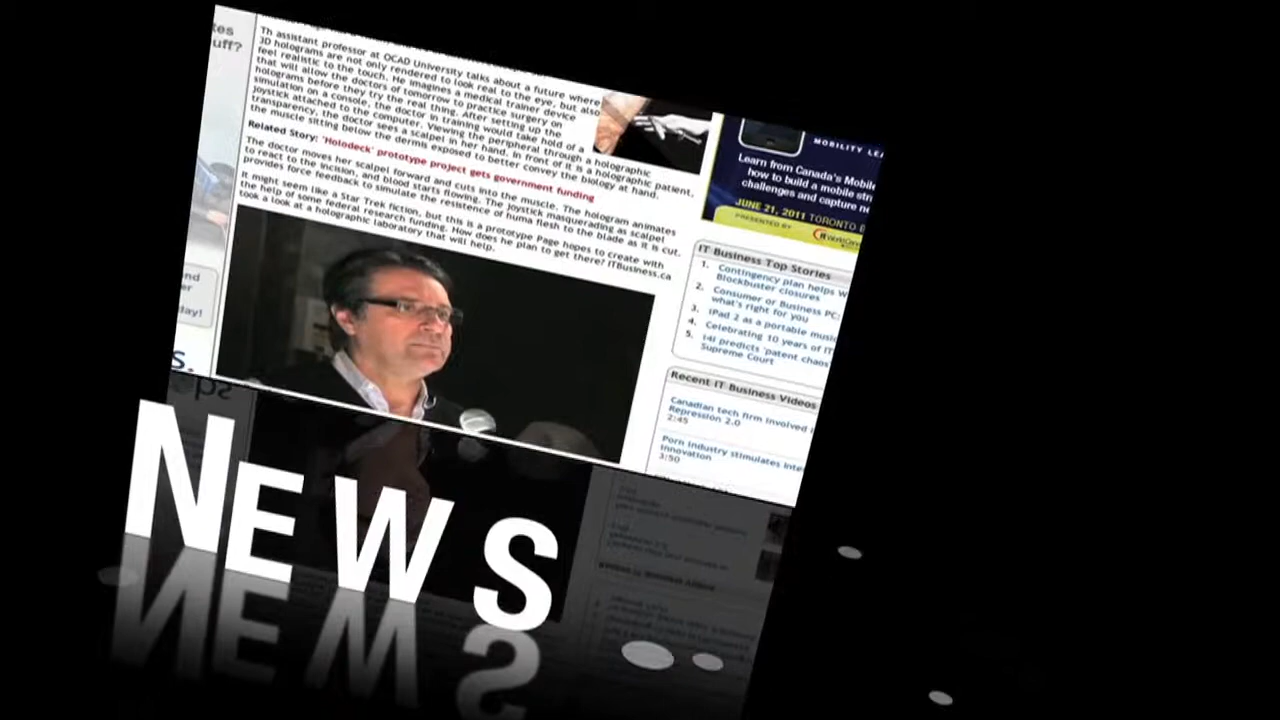 tes
uff?
Th assistant professor at OCAD University talks about a future where
3D holograms are not only rendered to look real to the eye, but also
feel realistic to the touch. He imagines a medical trainer device
that will allow the doctors of tomorrow to practice surgery on
holograms before they try the real thing. After setting up the
simulation on a console, the doctor in training would take hold of a
joystick attached to the computer. Viewing the peripheral through a holographic
transparency, the doctor sees a scalpel in her hand. In front of it is a holographic patient,
the muscle sitting below the dermis exposed to better convey the biology at hand.
Related Story: 'Holodeck' prototype project gets government funding
The doctor moves her scalpel forward and cuts into the muscle. The hologram animates
to react to the incision, and blood starts flowing. The joystick masquerading as scalpel
provides force feedback to simulate the resistence of huma flesh to the blade as it is cut.
It might seem like a Star Trek fiction, but this is a prototype Page hopes to create with
the help of some federal research funding. How does he plan to get there? ITBusiness.ca
took a look at a holographic laboratory that will help.
MOBILITY LEA
Learn from Canada's Mobile
how to build a mobile str
challenges and capture n
JUNE 21, 2011 TORONTO
PRESENTED BY
IT Business Top Stories
1. Contingency plan helps W
Blockbuster closures
2. Consumer or Business PC:
what's right for you
3. iPad 2 as a portable music
4. Celebrating 10 years of IT
5. i4i predicts 'patent chaos'
Supreme Court
Recent IT Business Videos
Canadian tech firm involved i
Repression 2.0
2:45
Porn industry stimulates inte
innovation
3:50
nd
er
day!
s.
NEWS